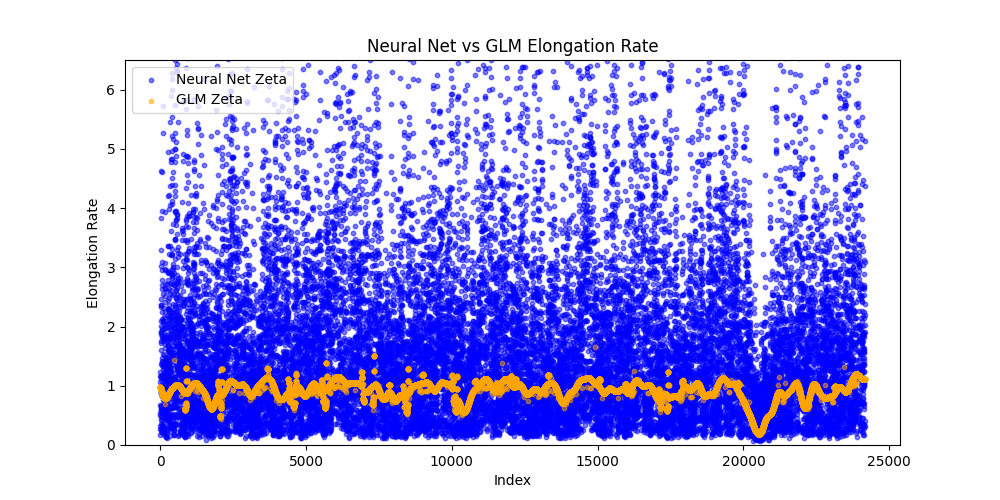 Neural Net vs GLM Elongation Rate
Neural Net Zeta
GLM Zeta
Elongation Rate
6
5
4
3
2
1
0
0 5000 10000 15000 20000 25000
Index